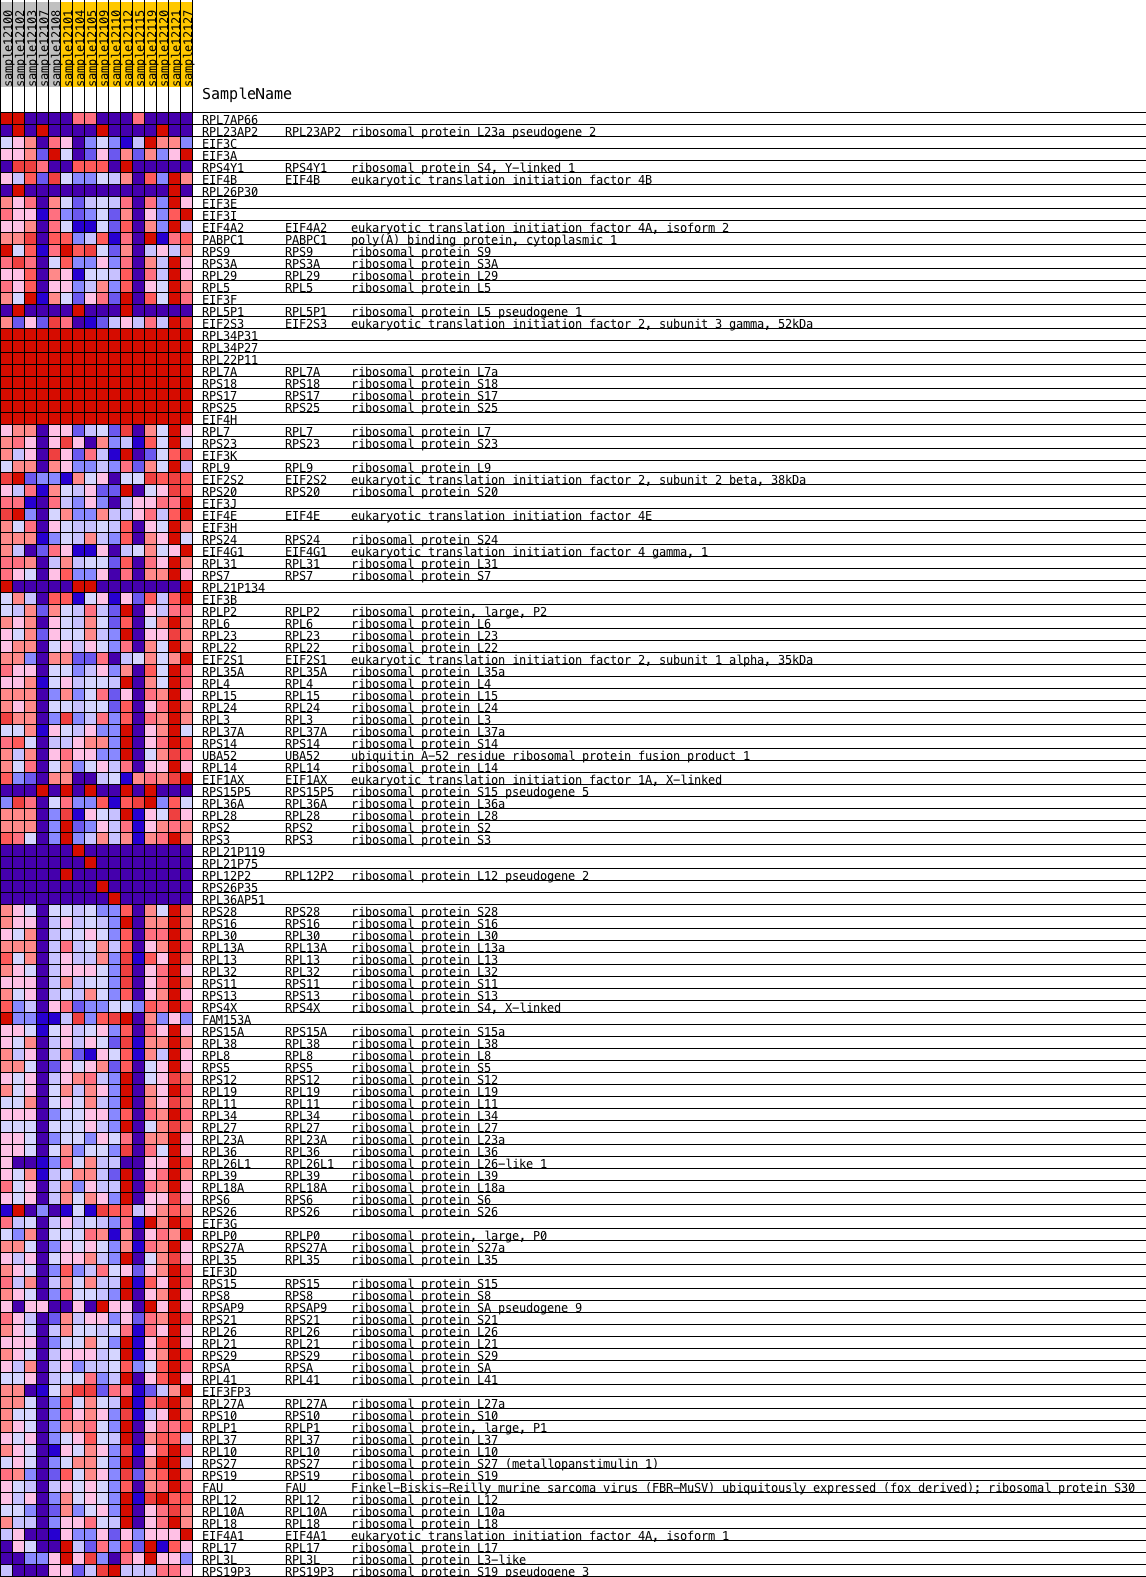 sample12100
sample12102
sample12103
sample12107
sample12108
sample12101
sample12104
sample12105
sample12109
sample12110
sample12112
sample12115
sample12119
sample12120
sample12121
sample12127
SampleName
RPL7AP66
RPL23AP2 RPL23AP2 ribosomal protein L23a pseudogene 2
EIF3C
EIF3A
RPS4Y1 RPS4Y1 ribosomal protein S4, Y-linked 1
EIF4B EIF4B eukaryotic translation initiation factor 4B
RPL26P30
EIF3E
EIF3I
EIF4A2 EIF4A2 eukaryotic translation initiation factor 4A, isoform 2
PABPC1 PABPC1 poly(A) binding protein, cytoplasmic 1
RPS9 RPS9 ribosomal protein S9
RPS3A RPS3A ribosomal protein S3A
RPL29 RPL29 ribosomal protein L29
RPL5 RPL5 ribosomal protein L5
EIF3F
RPL5P1 RPL5P1 ribosomal protein L5 pseudogene 1
EIF2S3 EIF2S3 eukaryotic translation initiation factor 2, subunit 3 gamma, 52kDa
RPL34P31
RPL34P27
RPL22P11
RPL7A RPL7A ribosomal protein L7a
RPS18 RPS18 ribosomal protein S18
RPS17 RPS17 ribosomal protein S17
RPS25 RPS25 ribosomal protein S25
EIF4H
RPL7 RPL7 ribosomal protein L7
RPS23 RPS23 ribosomal protein S23
EIF3K
RPL9 RPL9 ribosomal protein L9
EIF2S2 EIF2S2 eukaryotic translation initiation factor 2, subunit 2 beta, 38kDa
RPS20 RPS20 ribosomal protein S20
EIF3J
EIF4E EIF4E eukaryotic translation initiation factor 4E
EIF3H
RPS24 RPS24 ribosomal protein S24
EIF4G1 EIF4G1 eukaryotic translation initiation factor 4 gamma, 1
RPL31 RPL31 ribosomal protein L31
RPS7 RPS7 ribosomal protein S7
RPL21P134
EIF3B
RPLP2 RPLP2 ribosomal protein, large, P2
RPL6 RPL6 ribosomal protein L6
RPL23 RPL23 ribosomal protein L23
RPL22 RPL22 ribosomal protein L22
EIF2S1 EIF2S1 eukaryotic translation initiation factor 2, subunit 1 alpha, 35kDa
RPL35A RPL35A ribosomal protein L35a
RPL4 RPL4 ribosomal protein L4
RPL15 RPL15 ribosomal protein L15
RPL24 RPL24 ribosomal protein L24
RPL3 RPL3 ribosomal protein L3
RPL37A RPL37A ribosomal protein L37a
RPS14 RPS14 ribosomal protein S14
UBA52 UBA52 ubiquitin A-52 residue ribosomal protein fusion product 1
RPL14 RPL14 ribosomal protein L14
EIF1AX EIF1AX eukaryotic translation initiation factor 1A, X-linked
RPS15P5 RPS15P5 ribosomal protein S15 pseudogene 5
RPL36A RPL36A ribosomal protein L36a
RPL28 RPL28 ribosomal protein L28
RPS2 RPS2 ribosomal protein S2
RPS3 RPS3 ribosomal protein S3
RPL21P119
RPL21P75
RPL12P2 RPL12P2 ribosomal protein L12 pseudogene 2
RPS26P35
RPL36AP51
RPS28 RPS28 ribosomal protein S28
RPS16 RPS16 ribosomal protein S16
RPL30 RPL30 ribosomal protein L30
RPL13A RPL13A ribosomal protein L13a
RPL13 RPL13 ribosomal protein L13
RPL32 RPL32 ribosomal protein L32
RPS11 RPS11 ribosomal protein S11
RPS13 RPS13 ribosomal protein S13
RPS4X RPS4X ribosomal protein S4, X-linked
FAM153A
RPS15A RPS15A ribosomal protein S15a
RPL38 RPL38 ribosomal protein L38
RPL8 RPL8 ribosomal protein L8
RPS5 RPS5 ribosomal protein S5
RPS12 RPS12 ribosomal protein S12
RPL19 RPL19 ribosomal protein L19
RPL11 RPL11 ribosomal protein L11
RPL34 RPL34 ribosomal protein L34
RPL27 RPL27 ribosomal protein L27
RPL23A RPL23A ribosomal protein L23a
RPL36 RPL36 ribosomal protein L36
RPL26L1 RPL26L1 ribosomal protein L26-like 1
RPL39 RPL39 ribosomal protein L39
RPL18A RPL18A ribosomal protein L18a
RPS6 RPS6 ribosomal protein S6
RPS26 RPS26 ribosomal protein S26
EIF3G
RPLP0 RPLP0 ribosomal protein, large, P0
RPS27A RPS27A ribosomal protein S27a
RPL35 RPL35 ribosomal protein L35
EIF3D
RPS15 RPS15 ribosomal protein S15
RPS8 RPS8 ribosomal protein S8
RPSAP9 RPSAP9 ribosomal protein SA pseudogene 9
RPS21 RPS21 ribosomal protein S21
RPL26 RPL26 ribosomal protein L26
RPL21 RPL21 ribosomal protein L21
RPS29 RPS29 ribosomal protein S29
RPSA RPSA ribosomal protein SA
RPL41 RPL41 ribosomal protein L41
EIF3FP3
RPL27A RPL27A ribosomal protein L27a
RPS10 RPS10 ribosomal protein S10
RPLP1 RPLP1 ribosomal protein, large, P1
RPL37 RPL37 ribosomal protein L37
RPL10 RPL10 ribosomal protein L10
RPS27 RPS27 ribosomal protein S27 (metallopanstimulin 1)
RPS19 RPS19 ribosomal protein S19
FAU FAU Finkel-Biskis-Reilly murine sarcoma virus (FBR-MuSV) ubiquitously expressed (fox derived); ribosomal protein S30
RPL12 RPL12 ribosomal protein L12
RPL10A RPL10A ribosomal protein L10a
RPL18 RPL18 ribosomal protein L18
EIF4A1 EIF4A1 eukaryotic translation initiation factor 4A, isoform 1
RPL17 RPL17 ribosomal protein L17
RPL3L RPL3L ribosomal protein L3-like
RPS19P3 RPS19P3 ribosomal protein S19 pseudogene 3